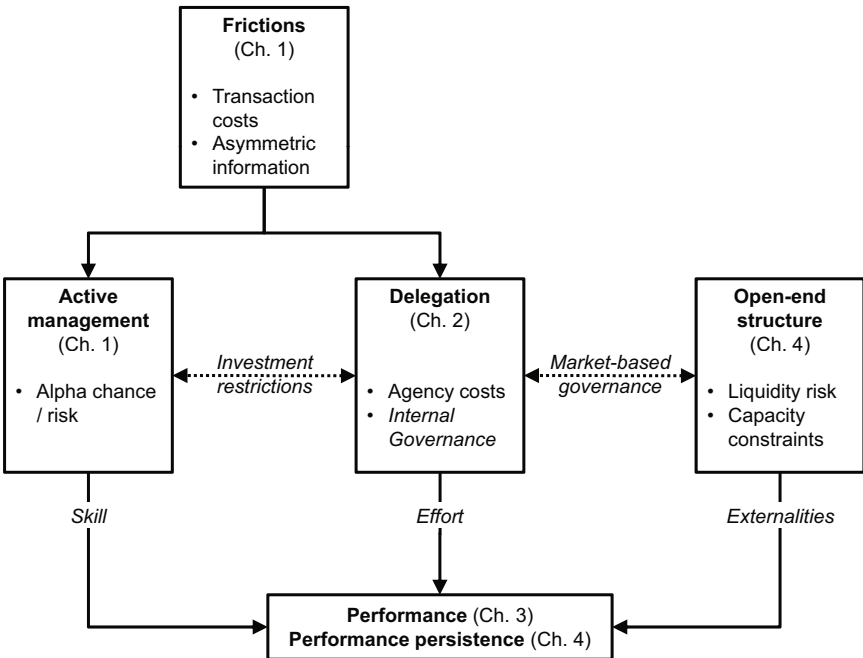 Frictions
(Ch. 1)
• Transaction
costs
• Asymmetric
information
Active
management
(Ch. 1)
• Alpha chance
/ risk
Investment
restrictions
Delegation
(Ch. 2)
• Agency costs
• Internal
Governance
Market-based
governance
Open-end
structure
(Ch. 4)
• Liquidity risk
• Capacity
constraints
Skill
Effort
Externalities
Performance (Ch. 3)
Performance persistence (Ch. 4)